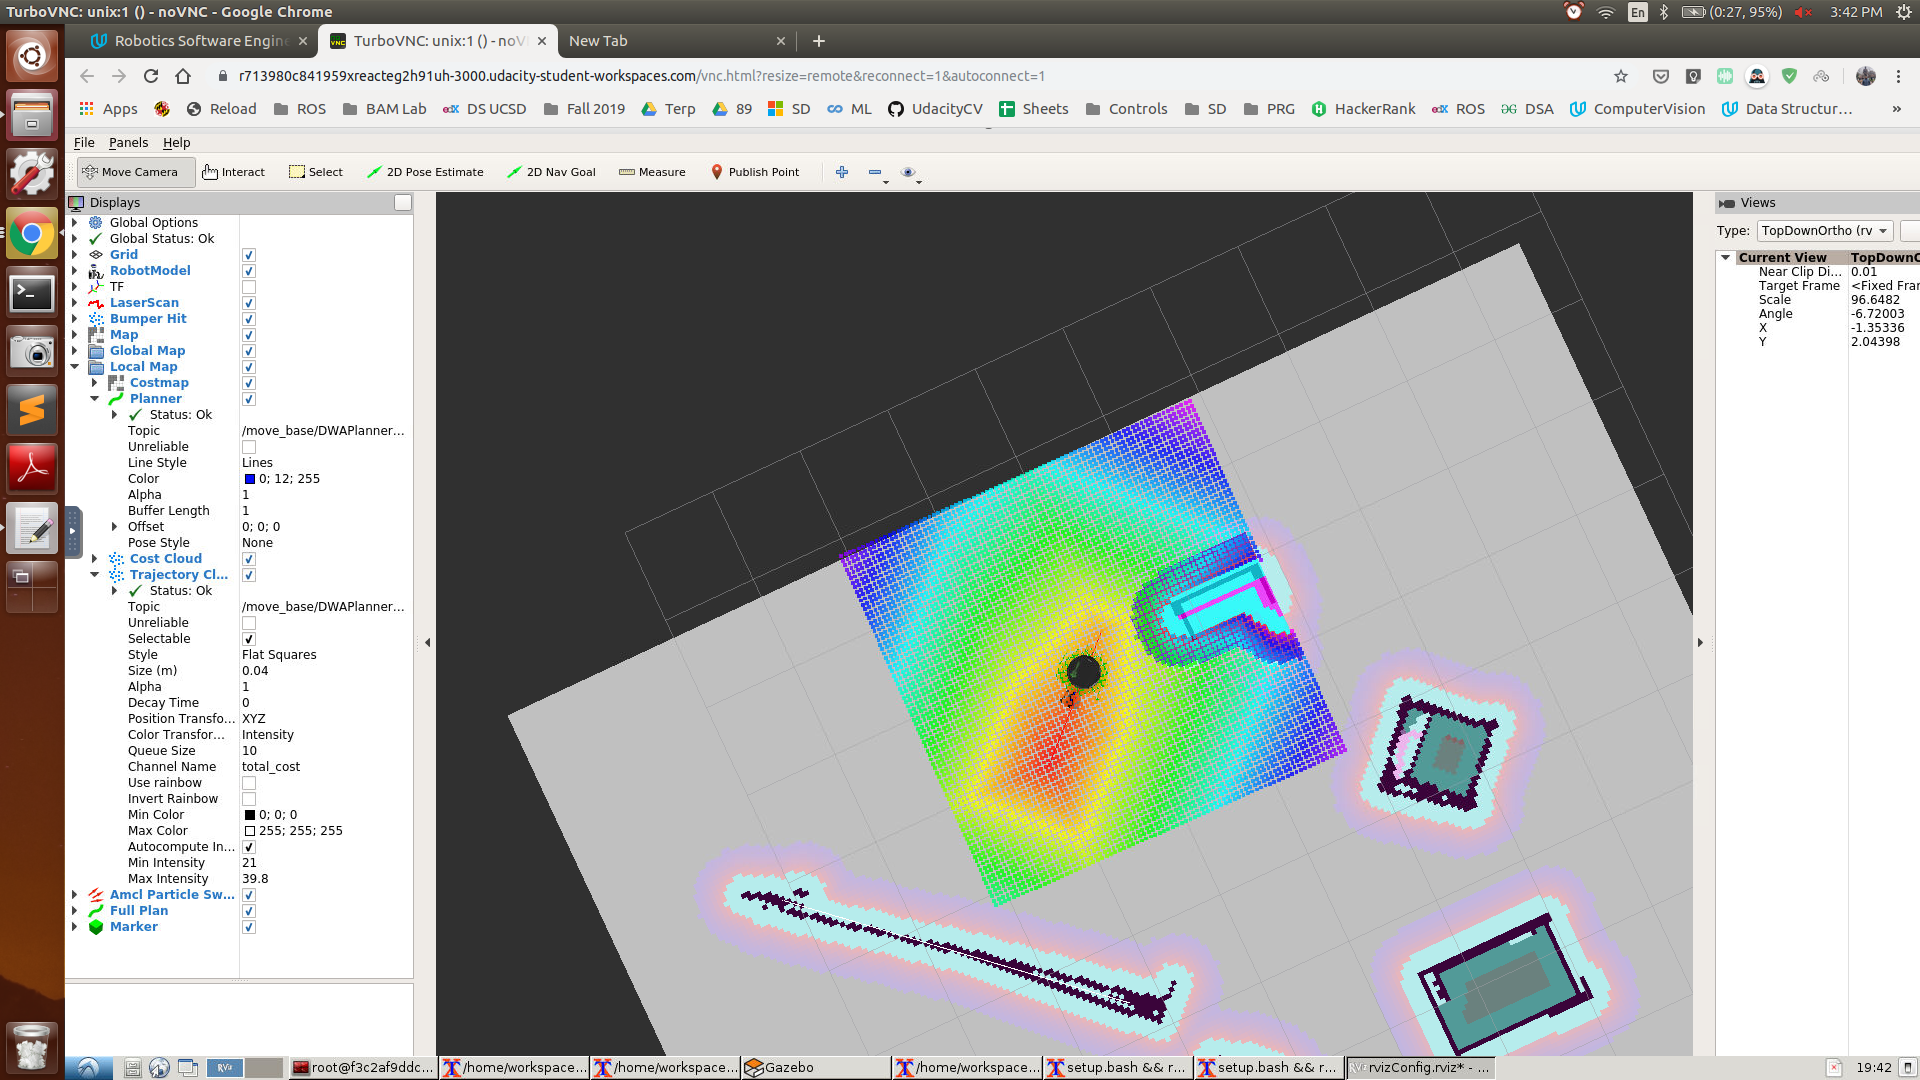 TurboVNC: unix:1 () - noVNC - Google Chrome
En
(0:27, 95%)
3:42 PM
Robotics Software Engin
TurboVNC: unix:1 () - noV
New Tab
r713980c841959xreacteg2h91uh-3000.udacity-student-workspaces.com/vnc.html?resize=remote&reconnect=1&autoconnect=1
Apps
Reload
ROS
BAM Lab
edX DS UCSD
Fall 2019
Terp
89
SD
ML
UdacityCV
Sheets
Controls
SD
PRG
HackerRank
edX ROS
DSA
ComputerVision
Data Structur...
»
File Panels Help
Move Camera
Interact
Select
2D Pose Estimate
2D Nav Goal
Measure
Publish Point
Displays
Global Options
Global Status: Ok
Grid
RobotModel
TF
LaserScan
Bumper Hit
Map
Global Map
Local Map
Costmap
Planner
Status: Ok
Topic /move_base/DWAPlanner...
Unreliable
Line Style Lines
Color 0; 12; 255
Alpha 1
Buffer Length 1
Offset 0; 0; 0
Pose Style None
Cost Cloud
Trajectory Cl...
Status: Ok
Topic /move_base/DWAPlanner...
Unreliable
Selectable
Style Flat Squares
Size (m) 0.04
Alpha 1
Decay Time 0
Position Transfo... XYZ
Color Transfor... Intensity
Queue Size 10
Channel Name total_cost
Use rainbow
Invert Rainbow
Min Color 0; 0; 0
Max Color 255; 255; 255
Autocompute In...
Min Intensity 21
Max Intensity 39.8
Amcl Particle Sw...
Full Plan
Marker
Views
Type: TopDownOrtho (rv
Current View TopDownO
Near Clip Di... 0.01
Target Frame <Fixed Fra
Scale 96.6482
Angle -6.72003
X -1.35336
Y 2.04398
root@f3c2af9ddc...
/home/workspace...
/home/workspace...
Gazebo
/home/workspace...
setup.bash && r...
setup.bash && r...
rvizConfig.rviz* - ...
19:42